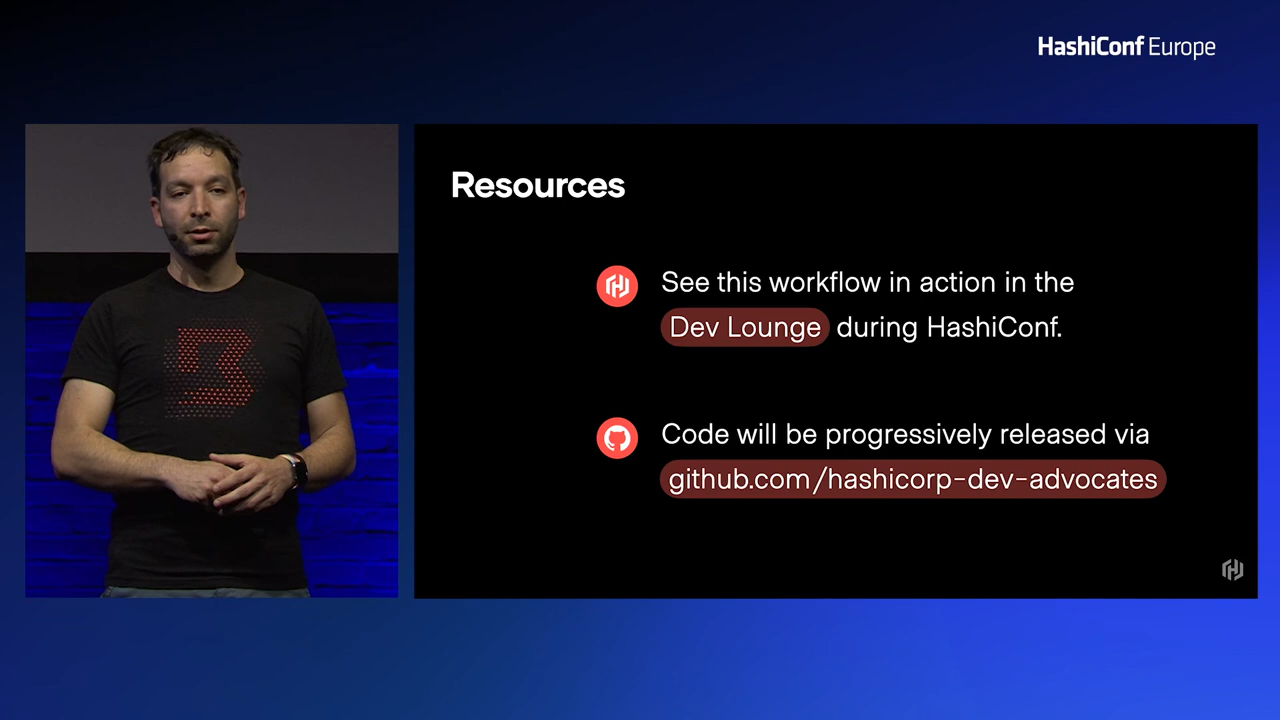 HashiConf Europe
Resources
See this workflow in action in the
Dev Lounge during HashiConf.
Code will be progressively released via
github.com/hashicorp-dev-advocates